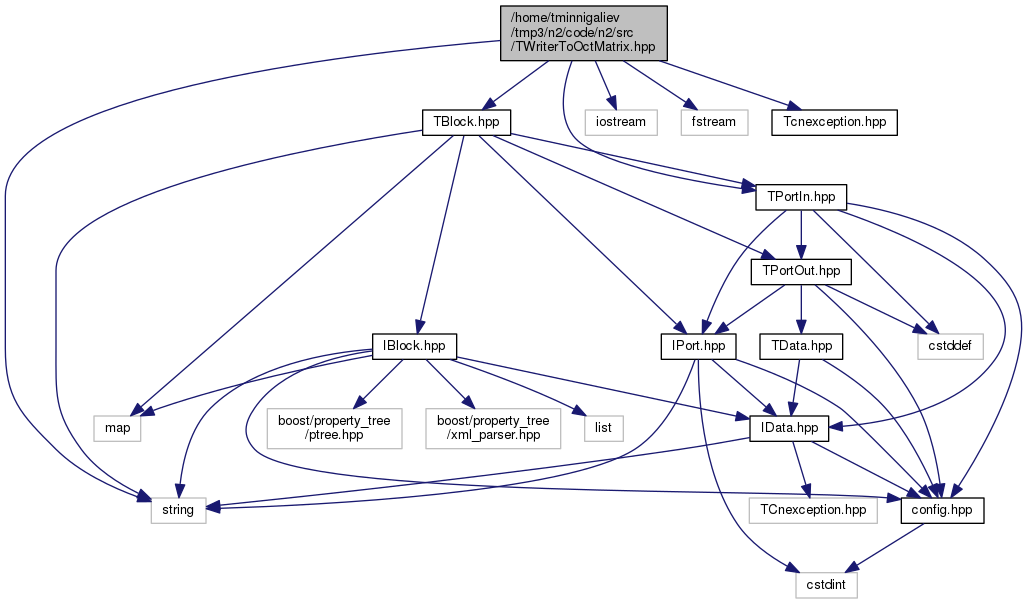 /home/tminnigaliev
/tmp3/n2/code/n2/src
/TWriterToOctMatrix.hpp
TBlock.hpp
iostream
fstream
Tcnexception.hpp
TPortIn.hpp
TPortOut.hpp
IBlock.hpp
IPort.hpp
TData.hpp
cstddef
map
boost/property_tree
/ptree.hpp
boost/property_tree
/xml_parser.hpp
list
IData.hpp
string
TCnexception.hpp
config.hpp
cstdint